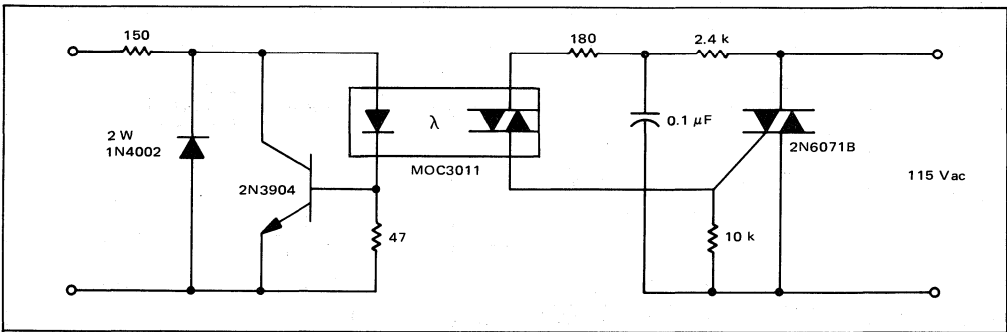 150
180
2.4 k
λ
0.1 μF
2 W
1N4002
2N6071B
MOC3011
115 Vac
2N3904
47
10 k